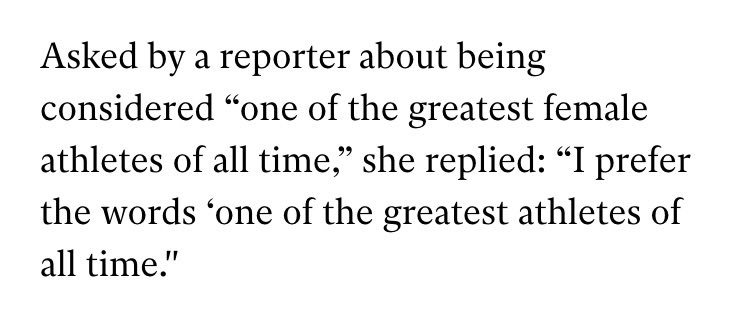 Asked by a reporter about being
considered “one of the greatest female
athletes of all time,” she replied: “I prefer
the words ‘one of the greatest athletes of
all time."